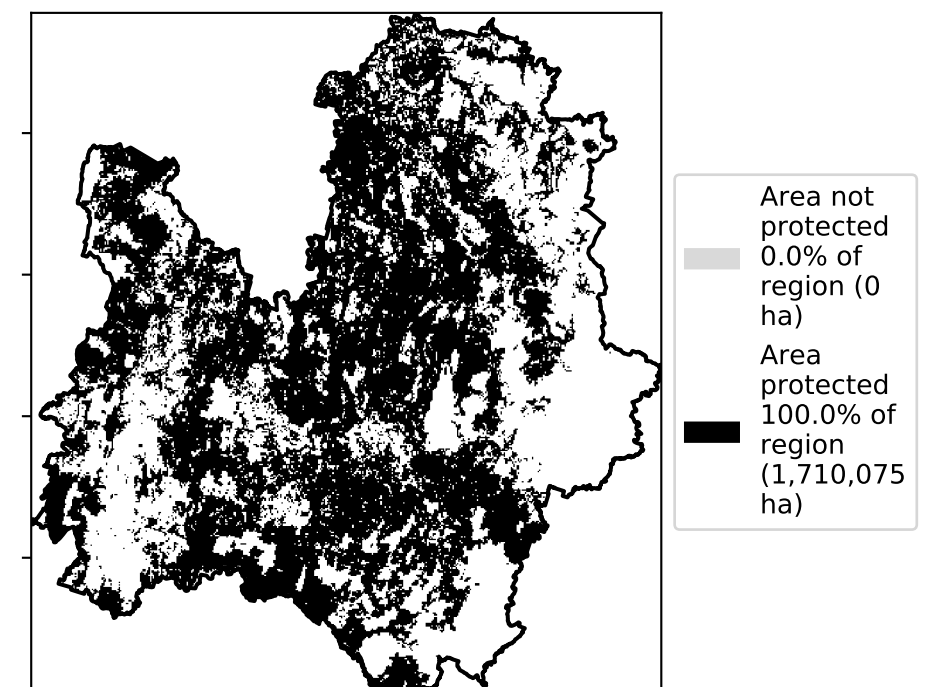 Area not
protected
0.0% of
region (0
ha)
Area
protected
100.0% of
region
(1,710,075
ha)